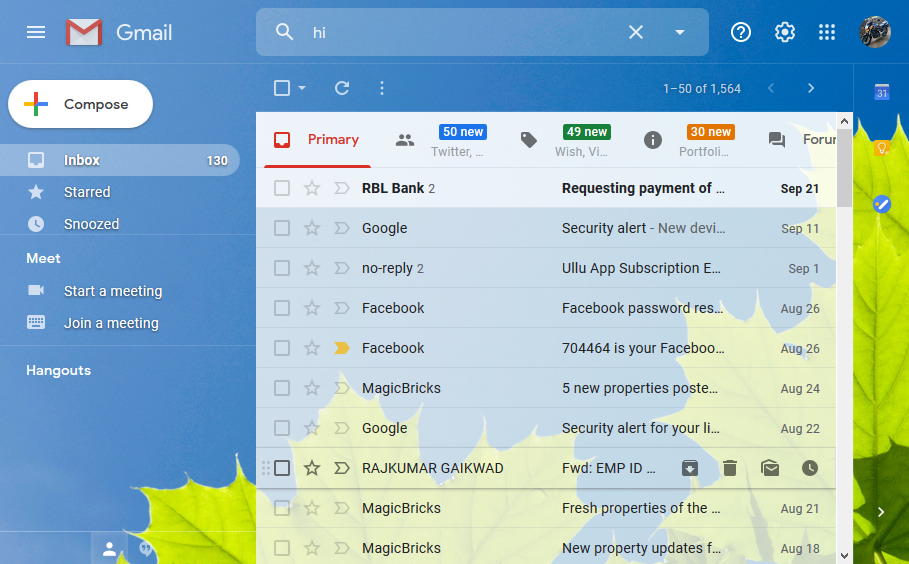 Gmail
hi
Compose
1–50 of 1,564
31
Primary
50 new
Twitter, ...
49 new
Wish, Vi...
30 new
Portfoli...
Forur
Inbox 130
Starred
Snoozed
Meet
Start a meeting
Join a meeting
Hangouts
RBL Bank 2 Requesting payment of ... Sep 21
Google Security alert - New devi... Sep 11
no-reply 2 Ullu App Subscription E... Sep 1
Facebook Facebook password res... Aug 26
Facebook 704464 is your Faceboo... Aug 26
MagicBricks 5 new properties poste... Aug 24
Google Security alert for your li... Aug 22
RAJKUMAR GAIKWAD Fwd: EMP ID ...
MagicBricks Fresh properties of the ... Aug 21
MagicBricks New property updates f... Aug 18